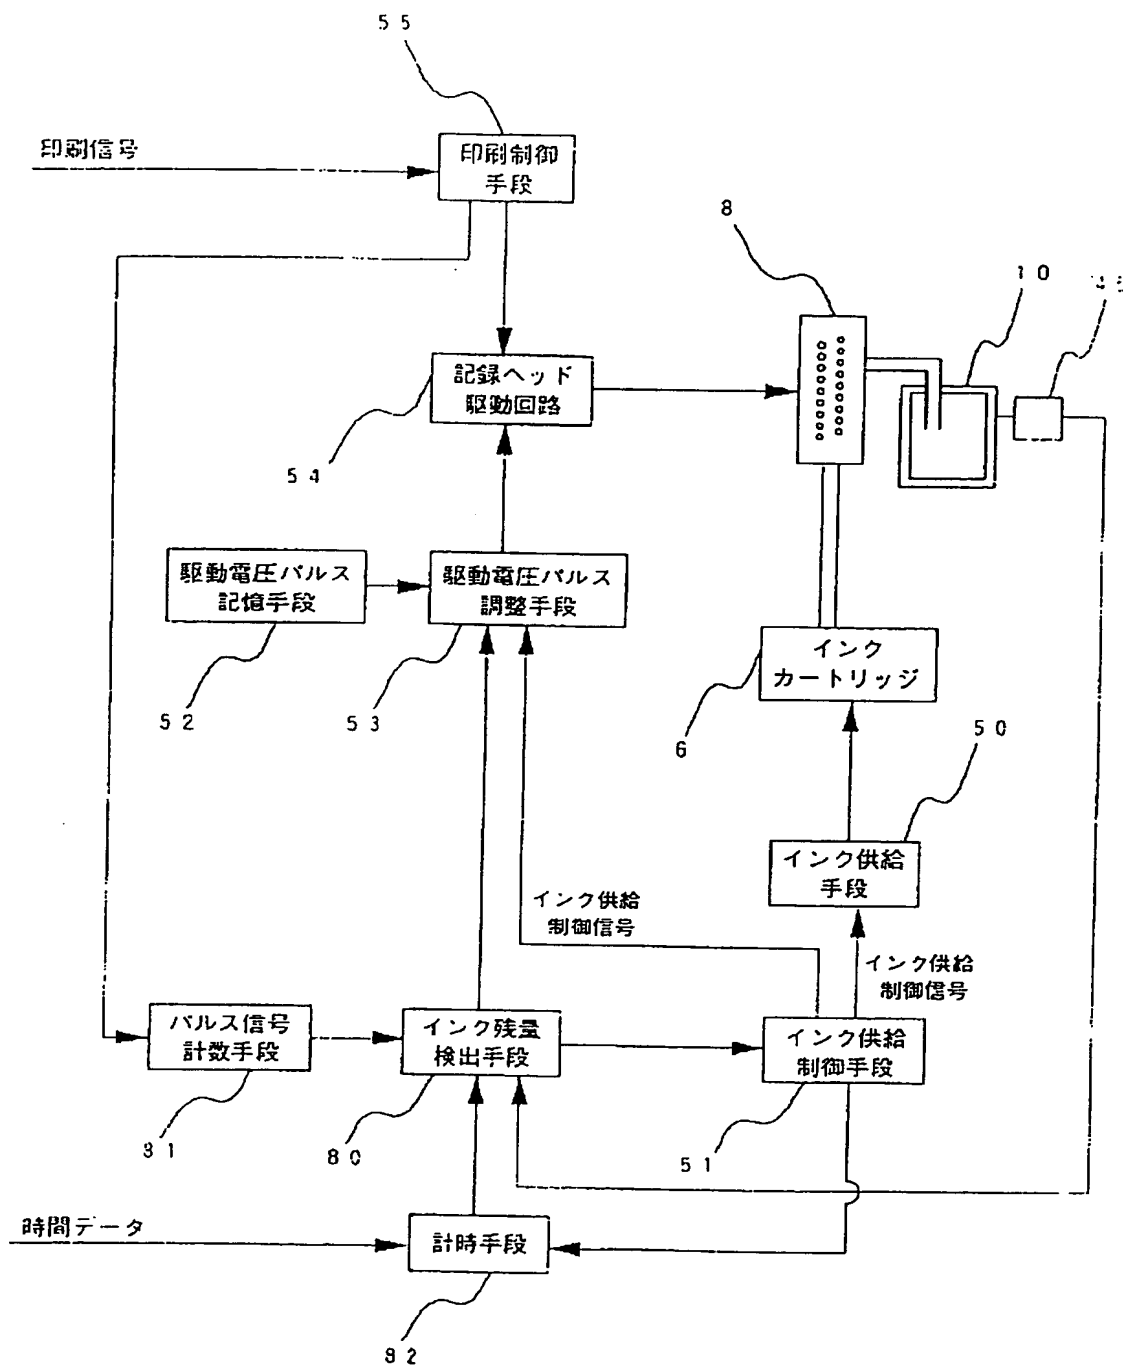 ５５
印刷信号
印刷制御
手段
８
１０
記録ヘッド
駆動回路
５４
駆動電圧パルス
記憶手段
駆動電圧パルス
調整手段
インク
カートリッジ
５２
５３
６
５０
インク供給
手段
インク供給
制御信号
インク供給
制御信号
パルス信号
計数手段
インク残量
検出手段
インク供給
制御手段
８０
５１
時間データ
計時手段